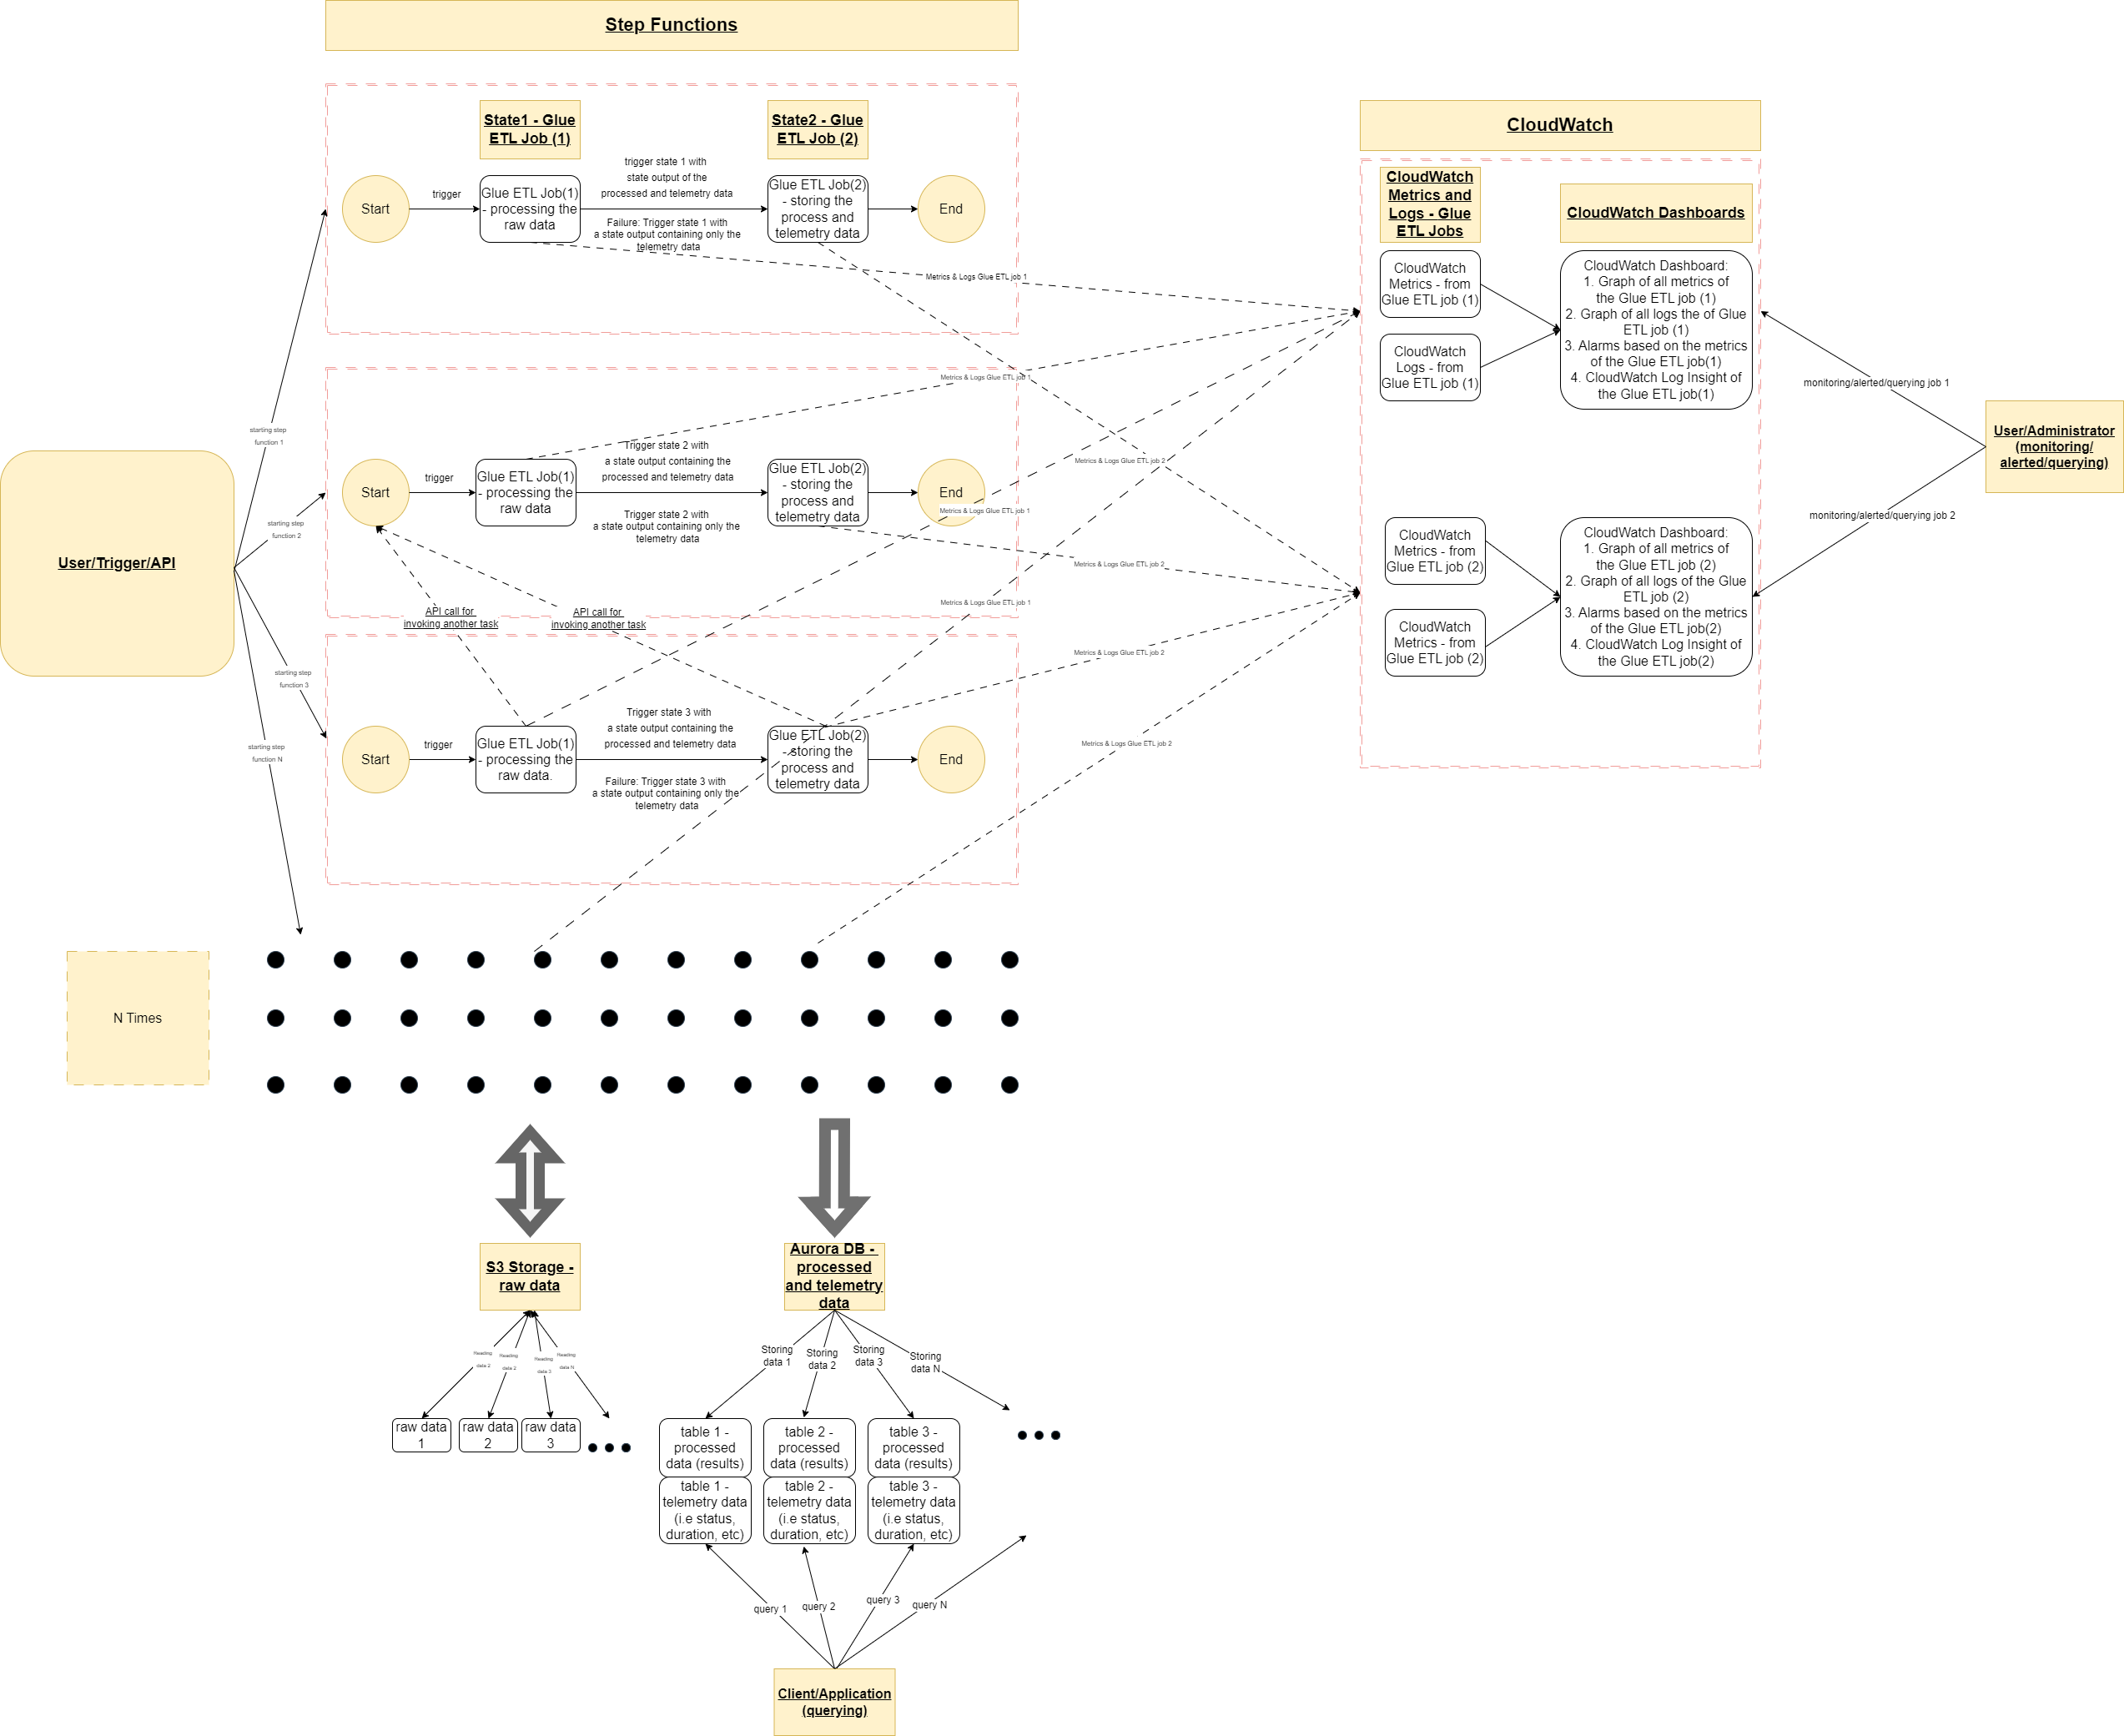 Step Functions
State1 - Glue
ETL Job (1)
State2 - Glue
ETL Job (2)
trigger state 1 with
state output of the
processed and telemetry data
Start
trigger
Glue ETL Job(1)
- processing the
raw data
Failure: Trigger state 1 with
a state output containing only the
telemetry data
Glue ETL Job(2)
- storing the
process and
telemetry data
End
Metrics & Logs Glue ETL job 1
CloudWatch
CloudWatch
Metrics and
Logs - Glue
ETL Jobs
CloudWatch Dashboards
CloudWatch
Metrics - from
Glue ETL job (1)
CloudWatch
Logs - from
Glue ETL job (1)
CloudWatch Dashboard:
1. Graph of all metrics of
the Glue ETL job (1)
2. Graph of all logs the of Glue
ETL job (1)
3. Alarms based on the metrics
of the Glue ETL job(1)
4. CloudWatch Log Insight of
the Glue ETL job(1)
monitoring/alerted/querying job 1
User/Administrator
(monitoring/
alerted/querying)
monitoring/alerted/querying job 2
CloudWatch
Metrics - from
Glue ETL job (2)
CloudWatch
Metrics - from
Glue ETL job (2)
CloudWatch Dashboard:
1. Graph of all metrics of
the Glue ETL job (2)
2. Graph of all logs of the Glue
ETL job (2)
3. Alarms based on the metrics
of the Glue ETL job(2)
4. CloudWatch Log Insight of
the Glue ETL job(2)
User/Trigger/API
starting step
function 1
starting step
function 2
starting step
function 3
starting step
function N
Metrics & Logs Glue ETL job 1
Start
trigger
Glue ETL Job(1)
- processing the
raw data
Trigger state 2 with
a state output containing the
processed and telemetry data
Trigger state 2 with
a state output containing only the
telemetry data
Glue ETL Job(2)
- storing the
process and
telemetry data
End
Metrics & Logs Glue ETL job 2
Metrics & Logs Glue ETL job 1
Metrics & Logs Glue ETL job 2
Metrics & Logs Glue ETL job 1
API call for
invoking another task
API call for
invoking another task
Metrics & Logs Glue ETL job 2
Start
trigger
Glue ETL Job(1)
- processing the
raw data.
Trigger state 3 with
a state output containing the
processed and telemetry data
Failure: Trigger state 3 with
a state output containing only the
telemetry data
Glue ETL Job(2)
- storing the
process and
telemetry data
End
Metrics & Logs Glue ETL job 2
N Times
S3 Storage -
raw data
Reading
data 2
Reading
data 2
Reading
data 3
Reading
data N
raw data
1
raw data
2
raw data
3
Aurora DB -
processed
and telemetry
data
Storing
data 1
Storing
data 2
Storing
data 3
Storing
data N
table 1 -
processed
data (results)
table 2 -
processed
data (results)
table 3 -
processed
data (results)
table 1 -
telemetry data
(i.e status,
duration, etc)
table 2 -
telemetry data
(i.e status,
duration, etc)
table 3 -
telemetry data
(i.e status,
duration, etc)
query 1
query 2
query 3
query N
Client/Application
(querying)